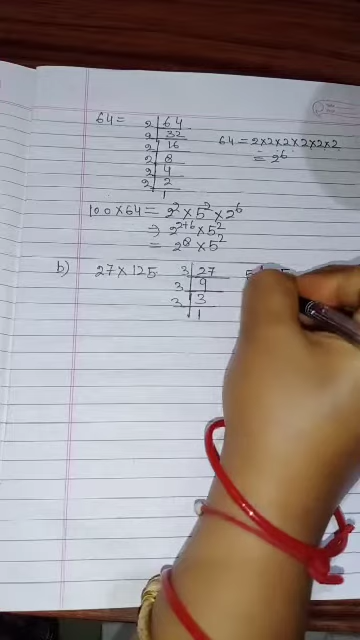 64 = 2 | 64
2 | 32
2 | 16
2 | 8
2 | 4
2 | 2
1
64 = 2×2×2×2×2×2
= 2⁶
100×64 = 2² × 5² × 2⁶
⇒ 2²⁺⁶ × 5²
= 2⁸ × 5²
b) 27 × 125 3 | 27
3 | 9
3 | 3
1